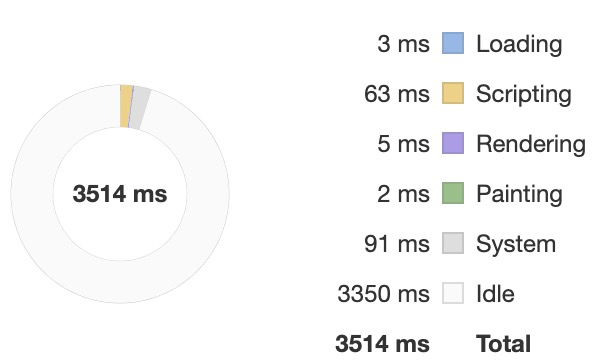 3 ms Loading
63 ms Scripting
5 ms Rendering
2 ms Painting
91 ms System
3350 ms Idle
3514 ms Total
3514 ms